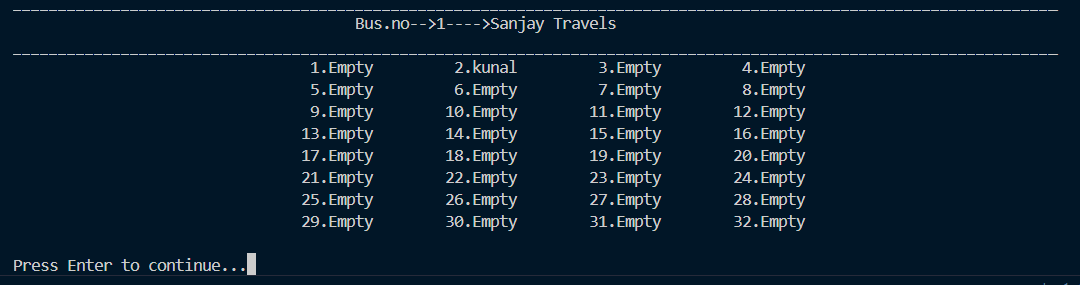 Bus.no-->1---->Sanjay Travels
1.Empty 2.kunal 3.Empty 4.Empty
5.Empty 6.Empty 7.Empty 8.Empty
9.Empty 10.Empty 11.Empty 12.Empty
13.Empty 14.Empty 15.Empty 16.Empty
17.Empty 18.Empty 19.Empty 20.Empty
21.Empty 22.Empty 23.Empty 24.Empty
25.Empty 26.Empty 27.Empty 28.Empty
29.Empty 30.Empty 31.Empty 32.Empty
Press Enter to continue...